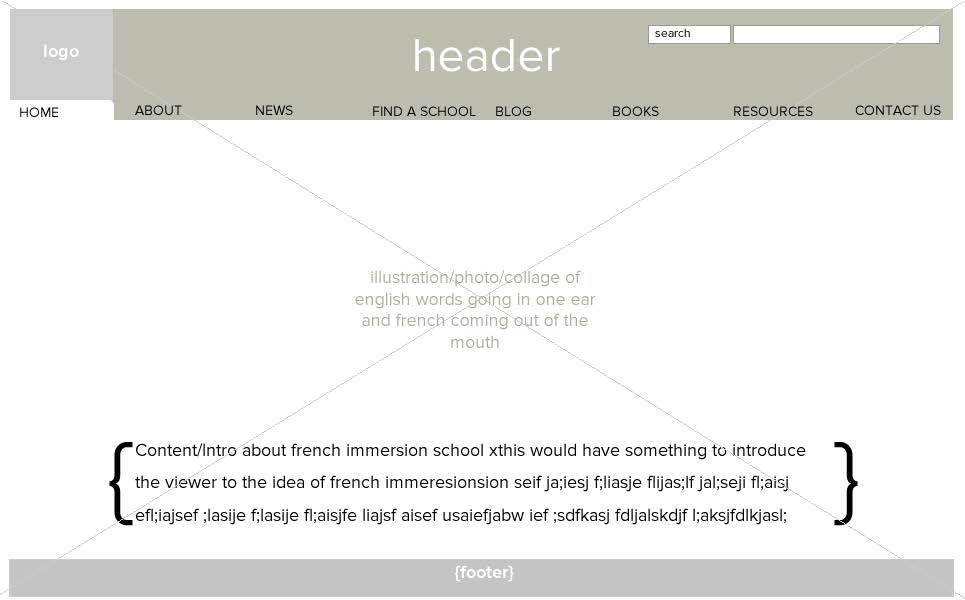 logo
header
search
HOME
ABOUT
NEWS
FIND A SCHOOL
BLOG
BOOKS
RESOURCES
CONTACT US
illustration/photo/collage of
english words going in one ear
and french coming out of the
mouth
{
Content/Intro about french immersion school xthis would have something to introduce
the viewer to the idea of french immeresionsion seif ja;iesj f;liasje flijas;lf jal;seji fl;aisj
efl;iajsef ;lasije f;lasije fl;aisjfe liajsf aisef usaiefjabw ief ;sdfkasj fdljalskdjf l;aksjfdlkjasl;
}
{footer}